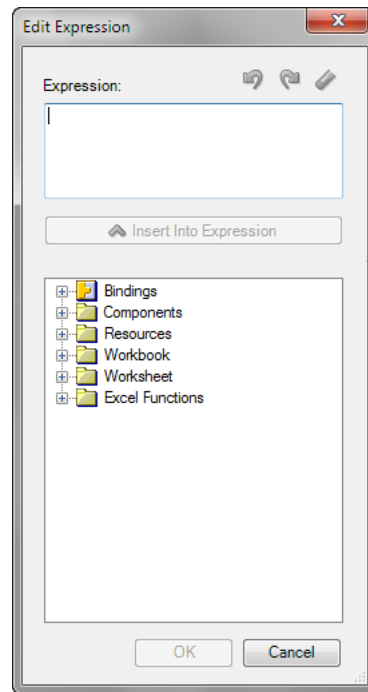 Edit Expression
Expression:
Insert Into Expression
Bindings
Components
Resources
Workbook
Worksheet
Excel Functions
OK
Cancel